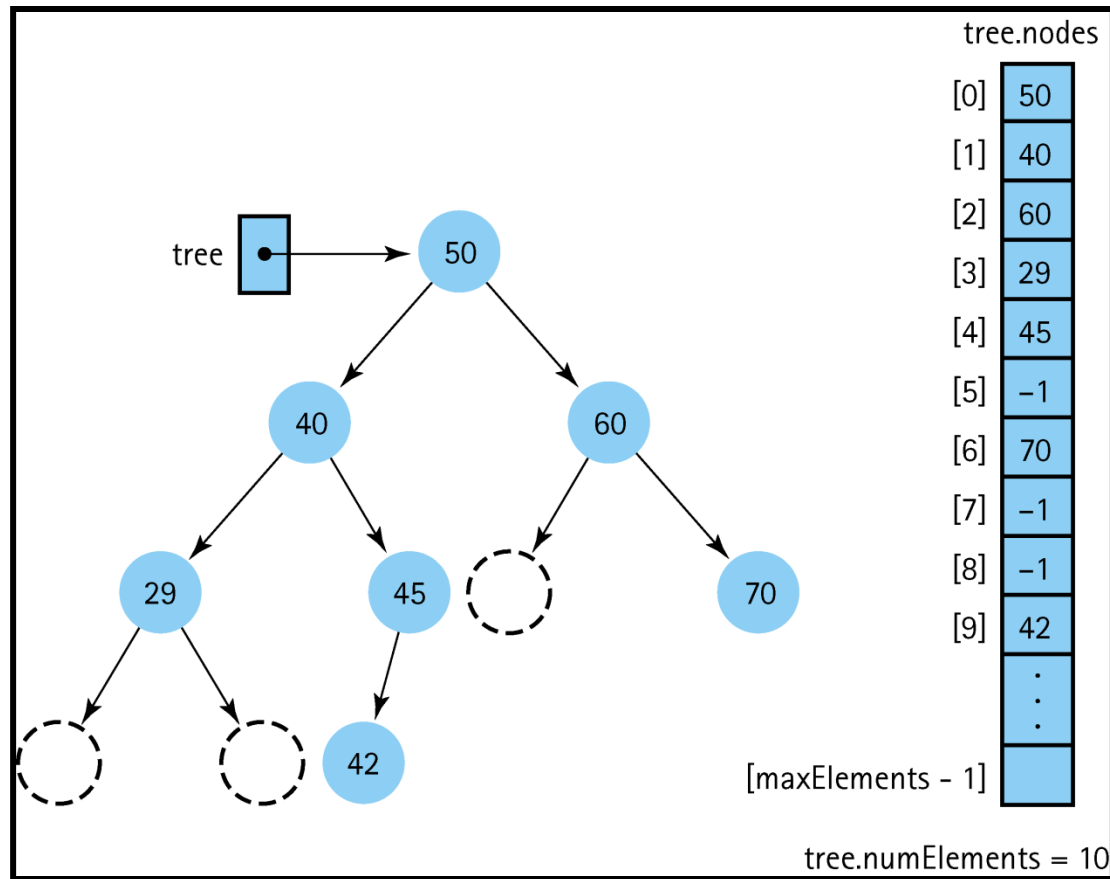 tree.nodes
[0] 50
[1] 40
[2] 60
tree 50
[3] 29
[4] 45
[5] –1
40 60
[6] 70
[7] –1
[8] –1
29 45 70
[9] 42
42
[maxElements - 1]
tree.numElements = 10